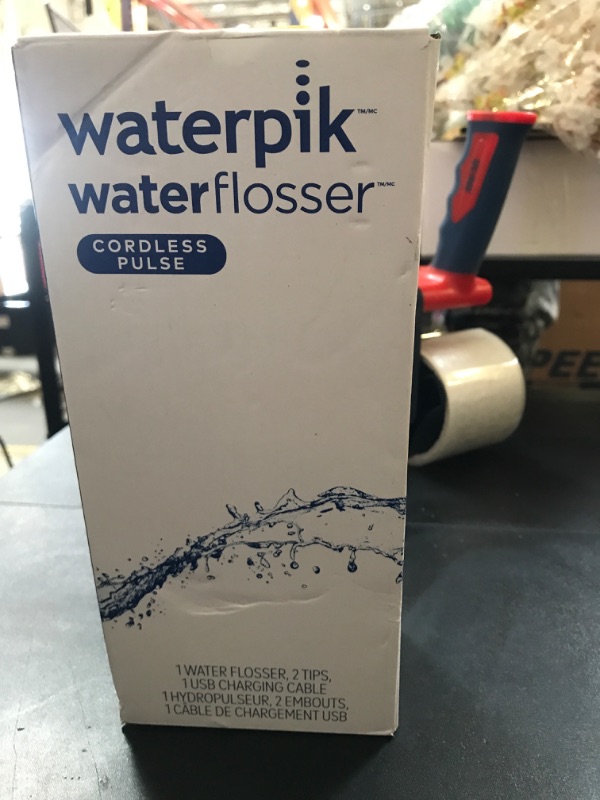 waterpik™/MC
waterflosser™/MC
CORDLESS
PULSE
1 WATER FLOSSER, 2 TIPS,
1 USB CHARGING CABLE
1 HYDROPULSEUR, 2 EMBOUTS,
1 CÂBLE DE CHARGEMENT USB
PEE